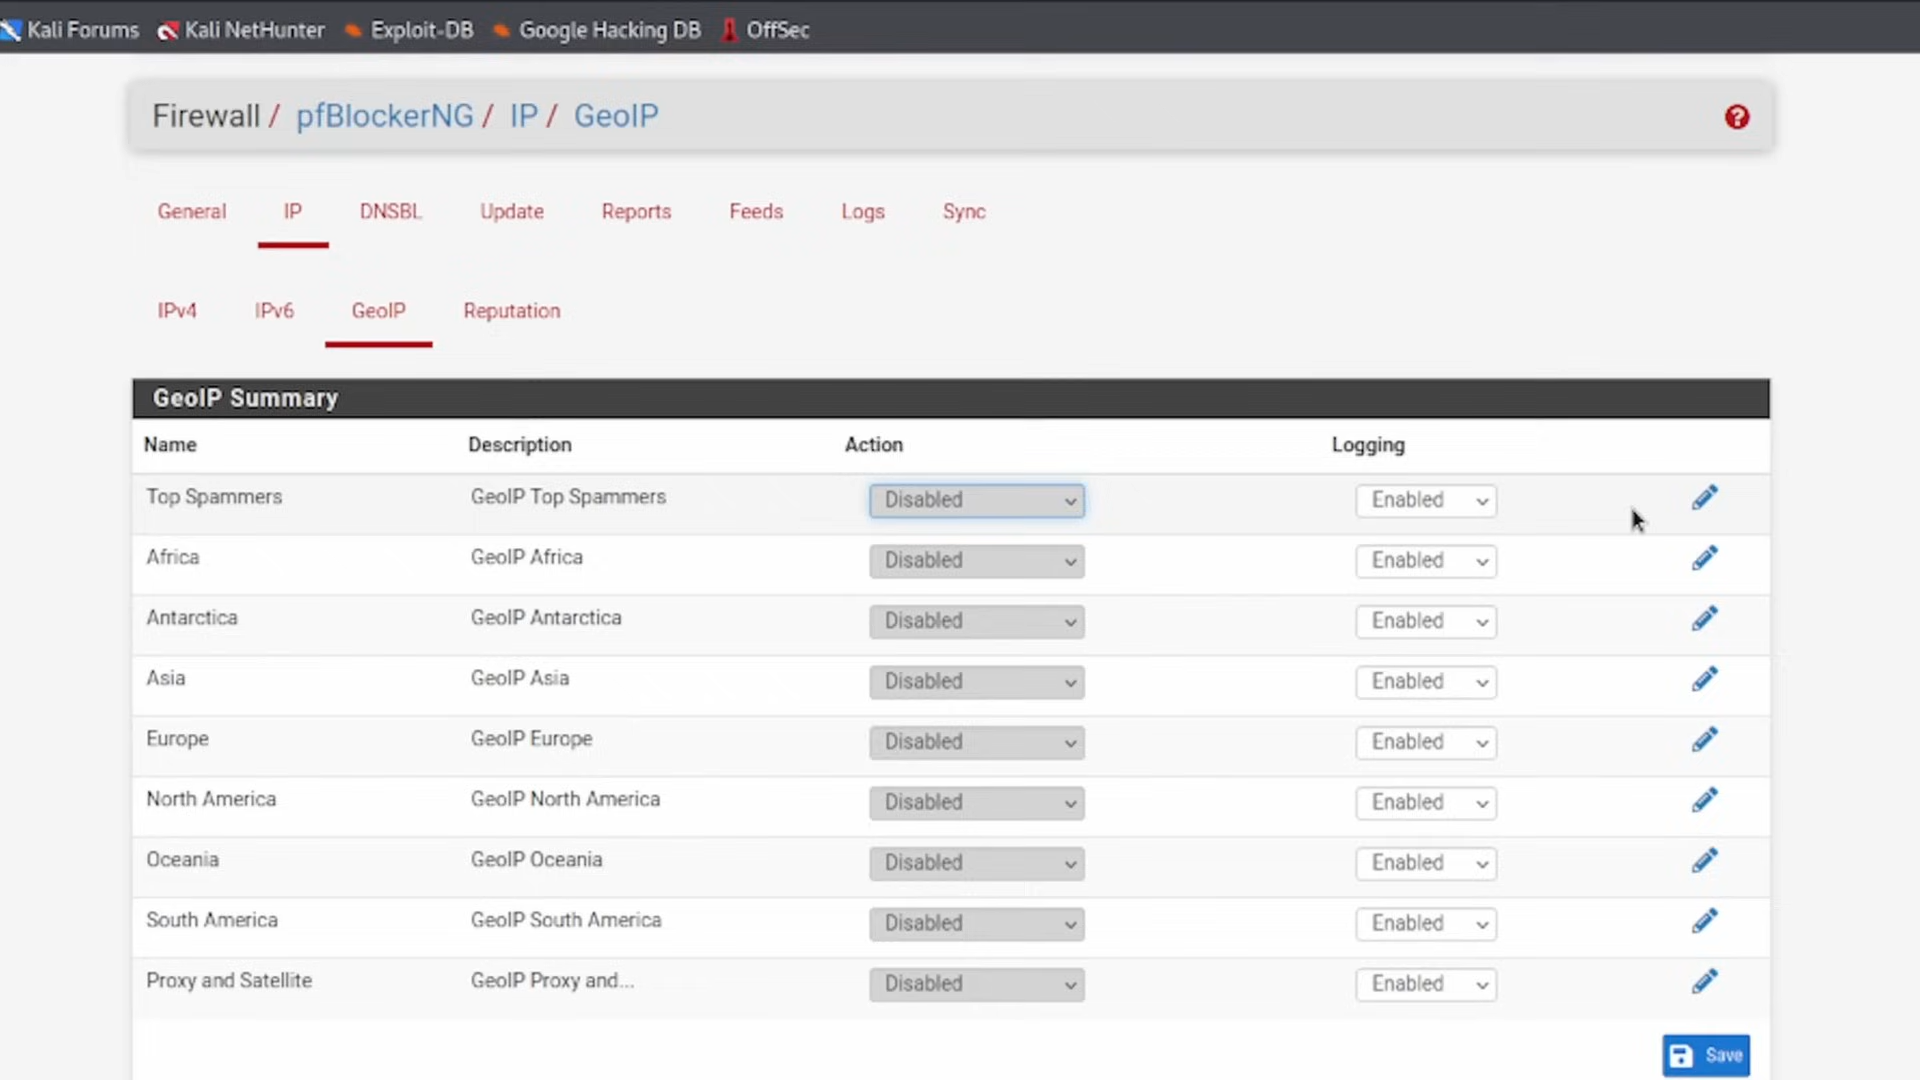 Kali Forums Kali NetHunter Exploit-DB Google Hacking DB OffSec
Firewall / pfBlockerNG / IP / GeoIP
General IP DNSBL Update Reports Feeds Logs Sync
IPv4 IPv6 GeoIP Reputation
GeoIP Summary
Name Description Action Logging
Top Spammers GeoIP Top Spammers Disabled Enabled
Africa GeoIP Africa Disabled Enabled
Antarctica GeoIP Antarctica Disabled Enabled
Asia GeoIP Asia Disabled Enabled
Europe GeoIP Europe Disabled Enabled
North America GeoIP North America Disabled Enabled
Oceania GeoIP Oceania Disabled Enabled
South America GeoIP South America Disabled Enabled
Proxy and Satellite GeoIP Proxy and... Disabled Enabled
Save